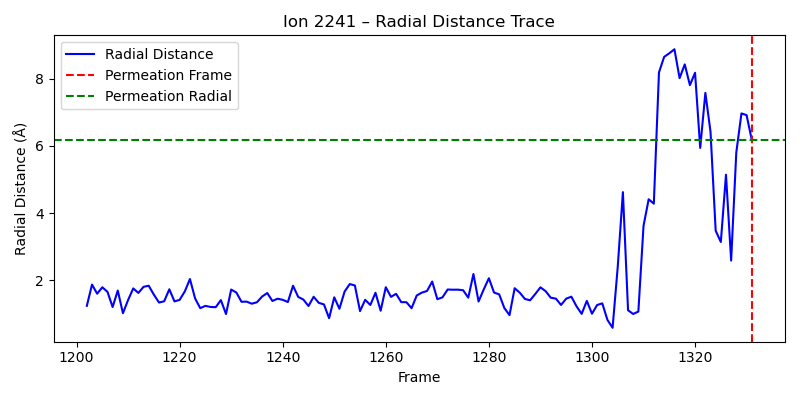 Ion 2241 – Radial Distance Trace
Radial Distance
Permeation Frame
Permeation Radial
Radial Distance (Å)
8
6
4
2
1200 1220 1240 1260 1280 1300 1320
Frame